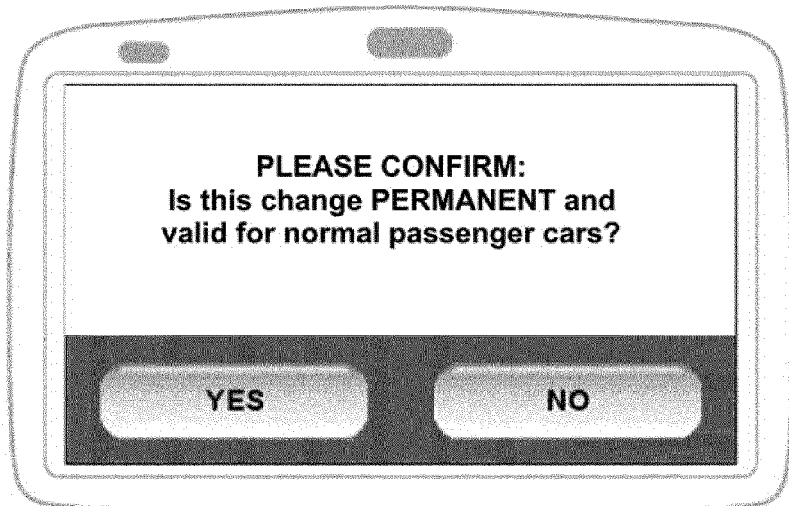 PLEASE CONFIRM:
Is this change PERMANENT and
valid for normal passenger cars?
YES
NO